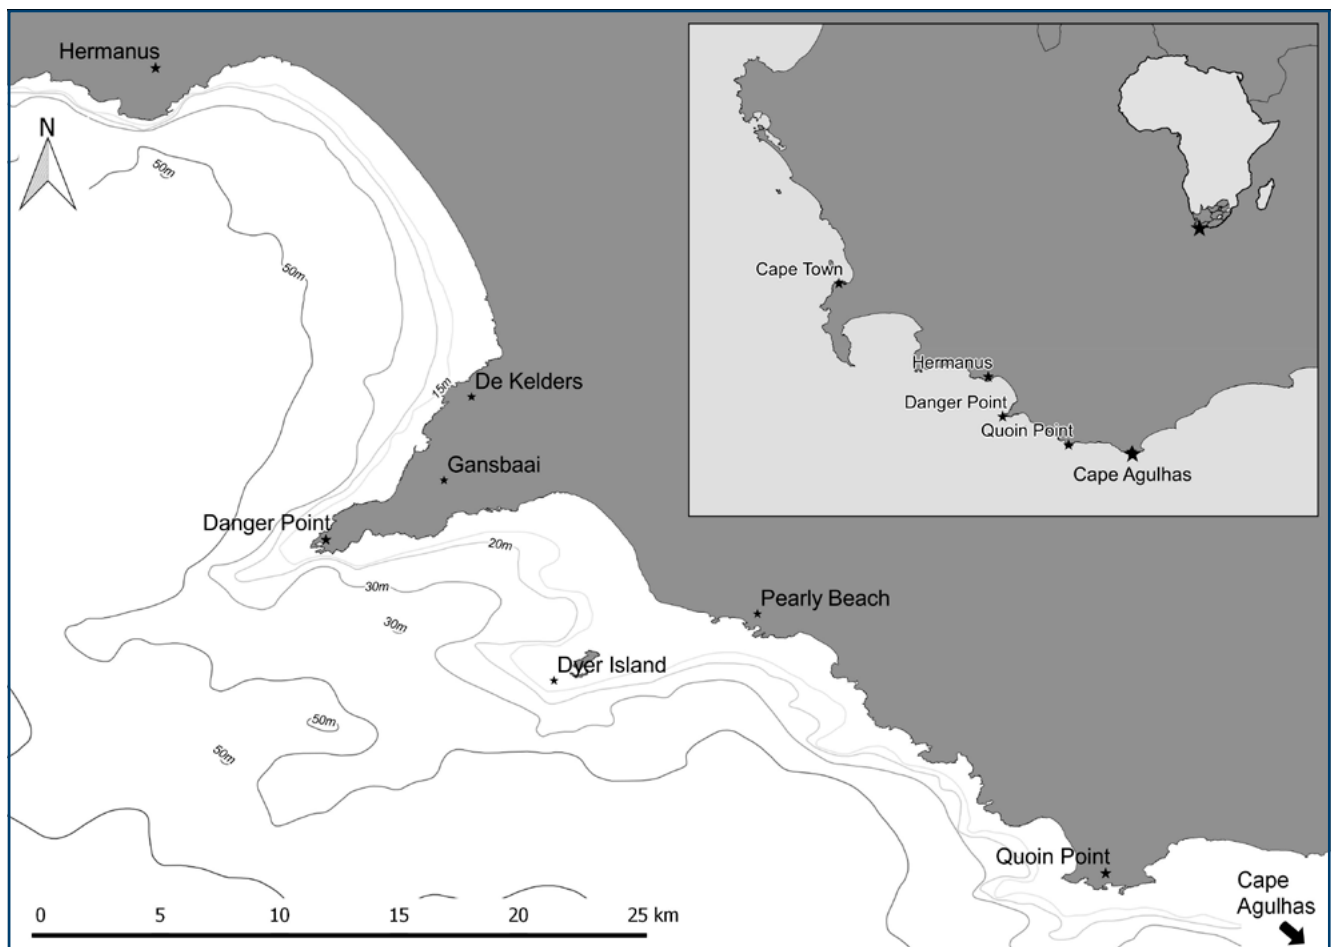 Hermanus
N
50m
50m
15m
De Kelders
Gansbaai
Danger Point
20m
30m
30m
Pearly Beach
Dyer Island
50m
50m
Quoin Point
Cape
Agulhas
0 5 10 15 20 25 km
Cape Town
Hermanus
Danger Point
Quoin Point
Cape Agulhas